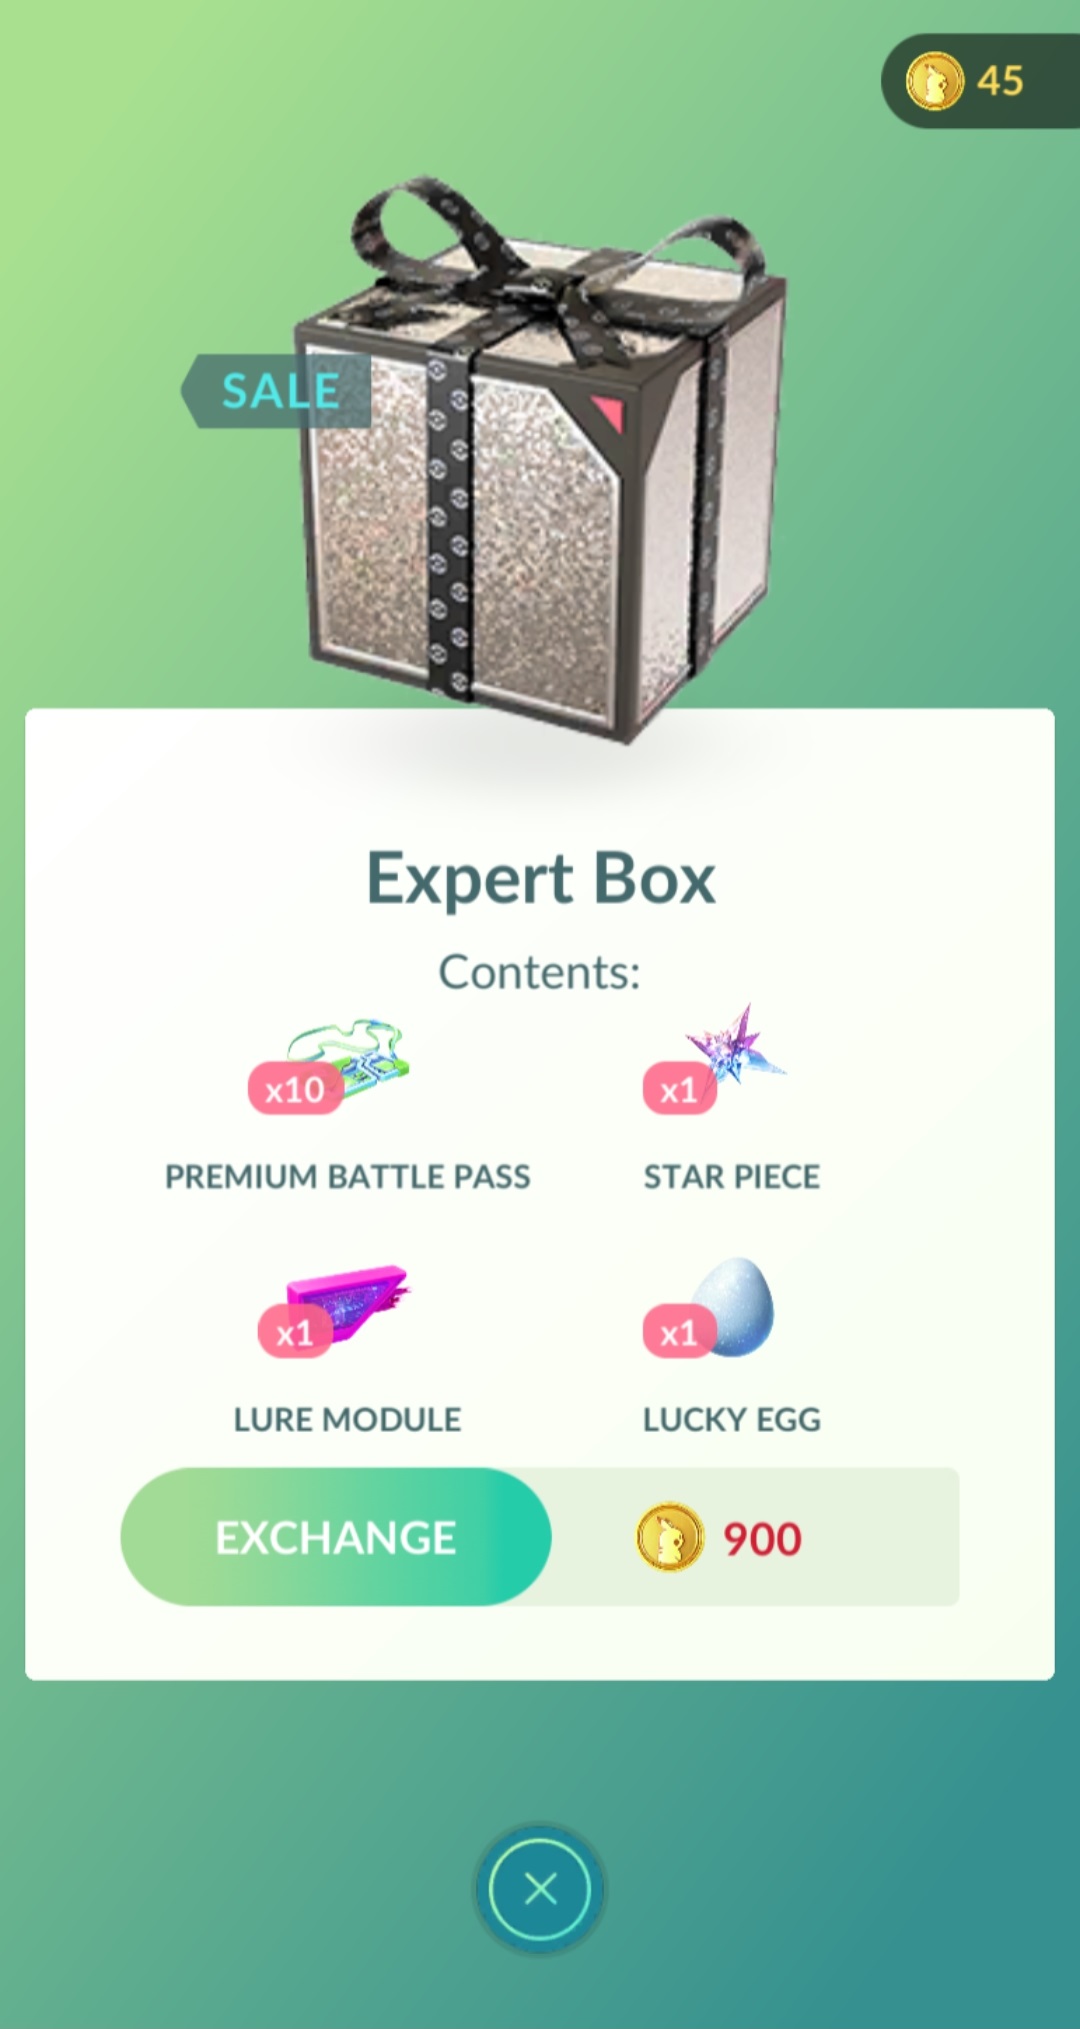 45
SALE
Expert Box
Contents:
x10
x1
PREMIUM BATTLE PASS
STAR PIECE
x1
x1
LURE MODULE
LUCKY EGG
EXCHANGE
900